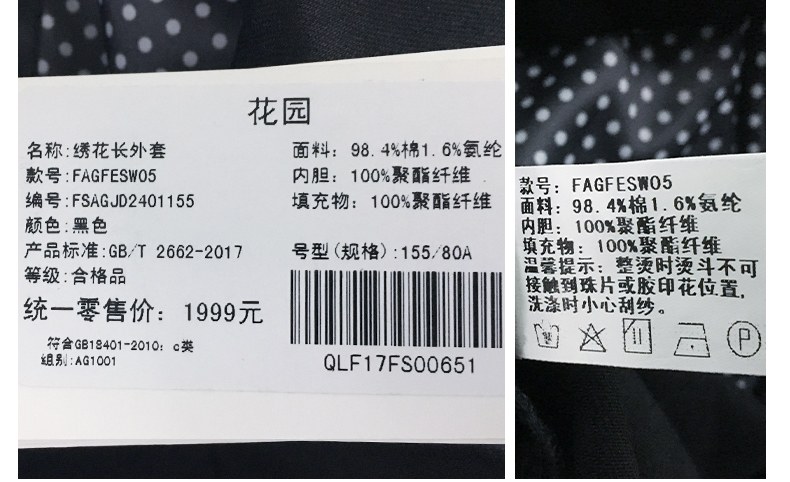 花园
名称:绣花长外套
款号:FAGFESW05
编号:FSAGJD2401155
颜色:黑色
产品标准:GB/T 2662-2017
等级:合格品
统一零售价: 1999元
符合GB18401-2010: c类
组别:AG1001
面料: 98.4%棉1.6%氨纶
内胆: 100%聚酯纤维
填充物: 100%聚酯纤维
号型(规格):155/80A
QLF17FS00651
款号: FAGFESW05
面料: 98.4%棉1.6%氨纶
内胆: 100%聚酯纤维
填充物: 100%聚酯纤维
温馨提示: 整烫时烫斗不可
接触到珠片或胶印花位置,
洗涤时小心刮纱。
P